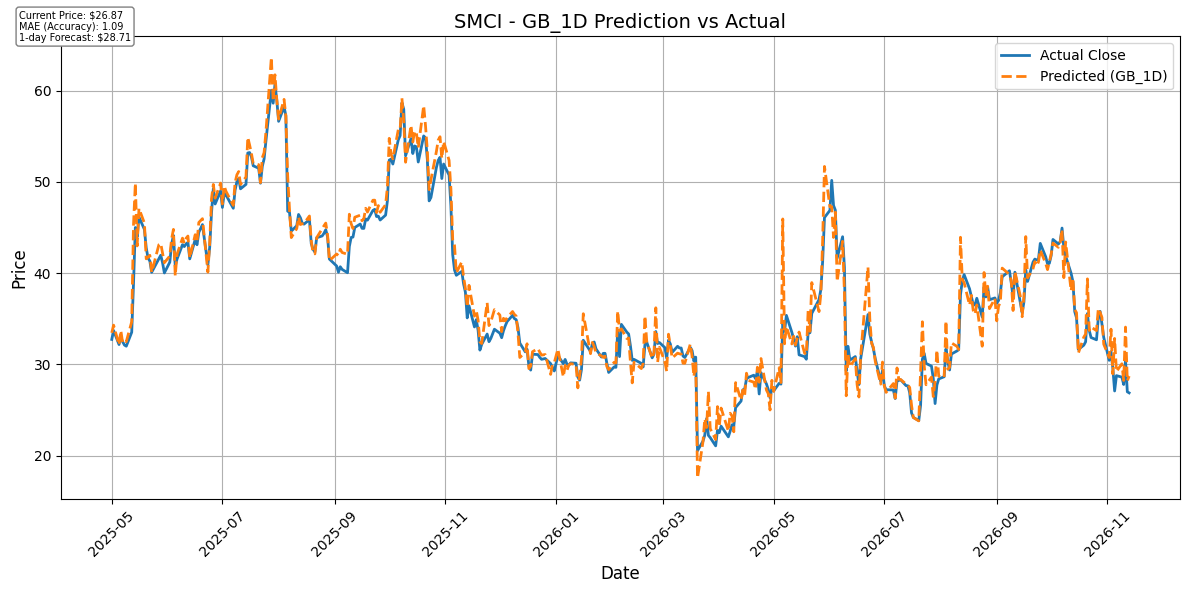 SMCI - GB_1D Prediction vs Actual
Current Price: $26.87
MAE (Accuracy): 1.09
1-day Forecast: $28.71
Actual Close
Predicted (GB_1D)
Price
60
50
40
30
20
2025-05
2025-07
2025-09
2025-11
2026-01
2026-03
2026-05
2026-07
2026-09
2026-11
Date